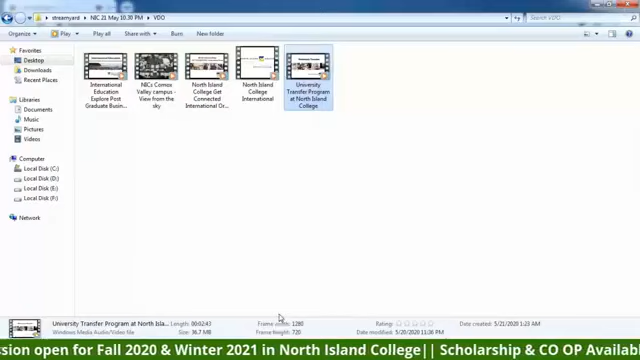 streamyard ▸ NIC 21 May 10.30 PM ▸ VDO
Search VDO
Organize
Play
Play all
Share with
Burn
New folder
Favorites
Desktop
Downloads
Recent Places
Libraries
Documents
Music
Pictures
Videos
Computer
Local Disk (C:)
Local Disk (D:)
Local Disk (E:)
Local Disk (F:)
Network
International
Education
Explore Post
Graduate Busin...
NICs Comox
Valley campus -
View from the
sky
North Island
College Get
Connected
International Or...
North Island
College
International
University
Transfer Program
at North Island
College
University Transfer Program at North Isla...
Windows Media Audio/Video file
Length: 00:02:43
Size: 36.7 MB
Frame width: 1280
Frame height: 720
Rating:
Date modified: 5/20/2020 11:36 PM
Date created: 5/21/2020 1:23 AM
ssion open for Fall 2020 & Winter 2021 in North Island College|| Scholarship & CO OP Availab